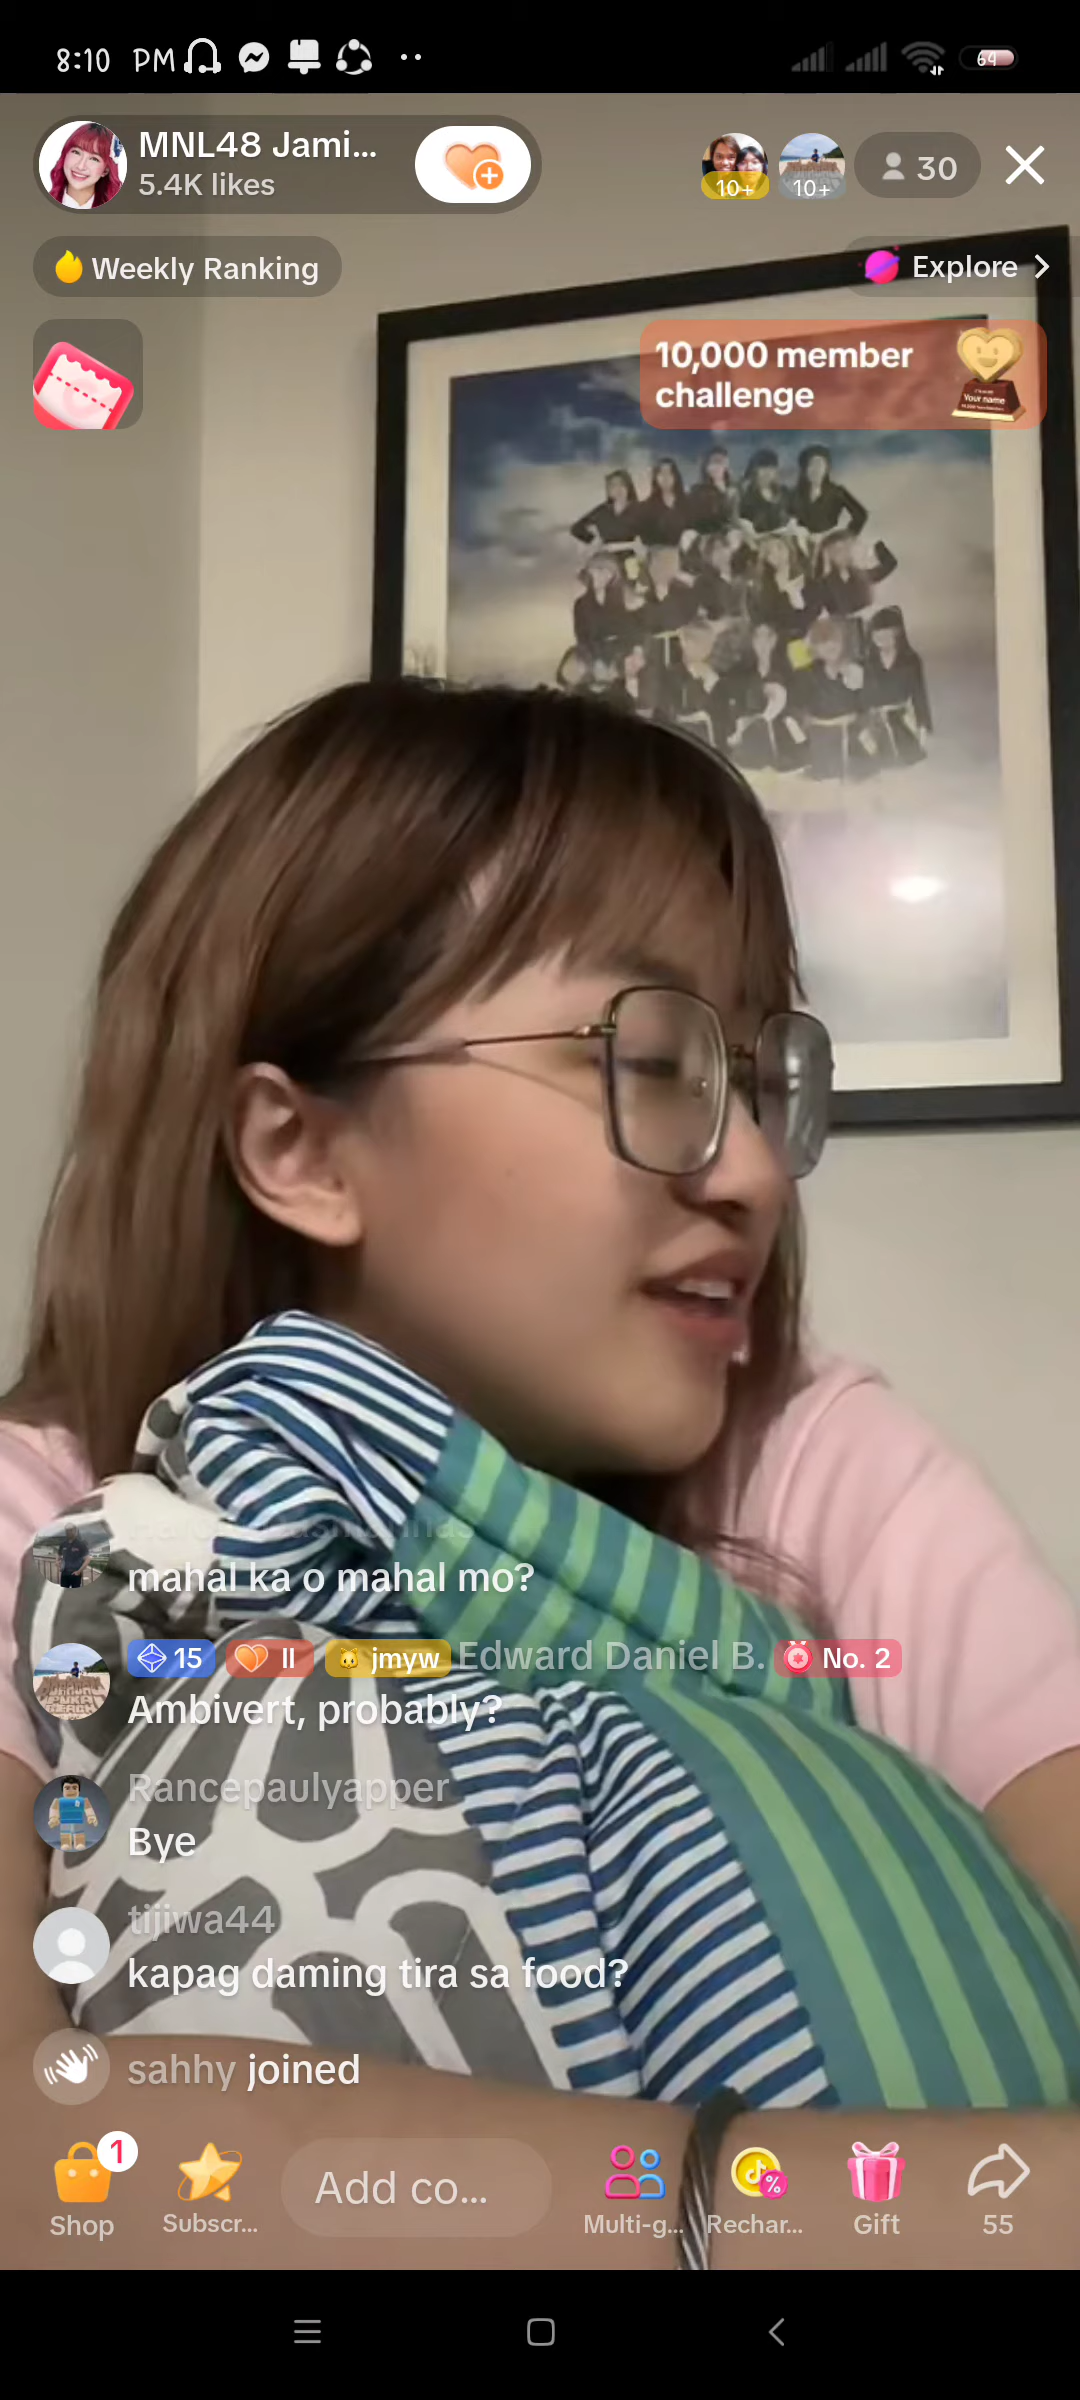 8:10 PM
64
MNL48 Jami...
5.4K likes
10+
10+
30
Weekly Ranking
Explore
10,000 member
challenge
Your name
mahal ka o mahal mo?
15 II jmyw Edward Daniel B. No. 2
Ambivert, probably?
Rancepaulyapper
Bye
tijiwa44
kapag daming tira sa food?
sahhy joined
1
Add co...
Shop
Subscr...
Multi-g...
Rechar...
Gift
55